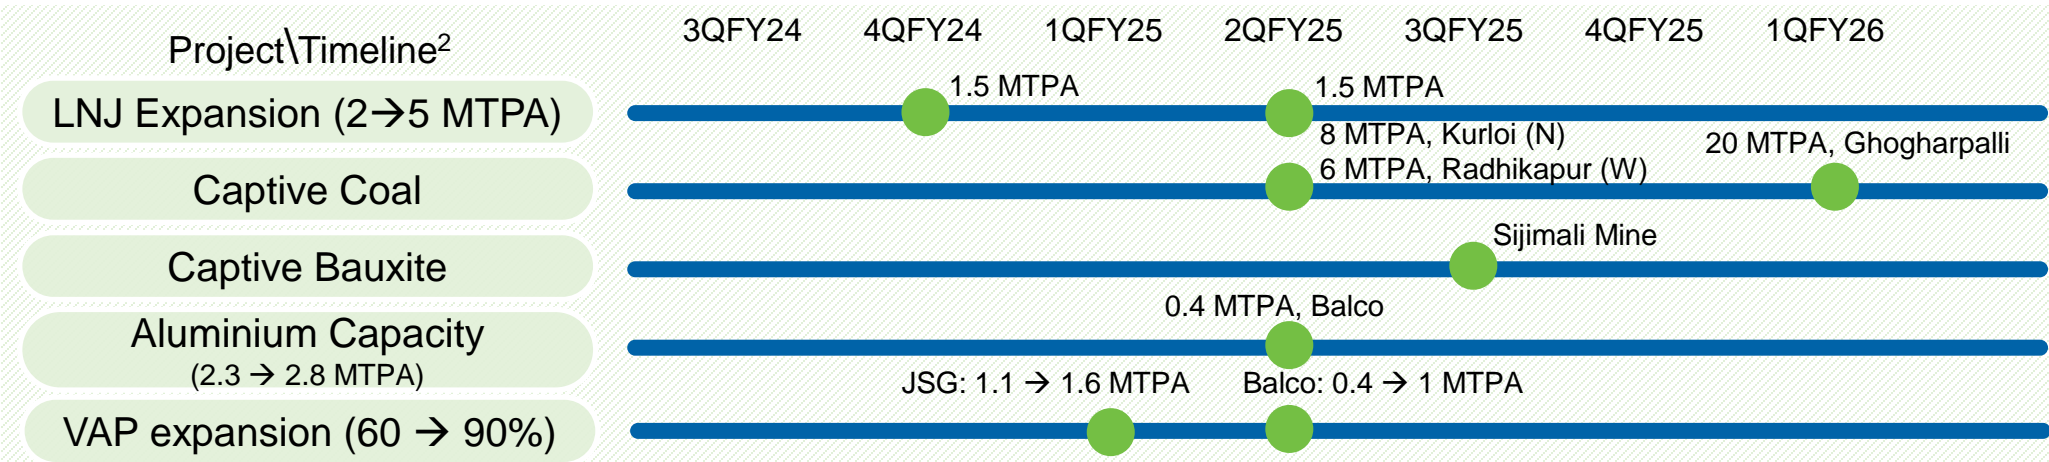 Project\Timeline2
3QFY24 4QFY24 1QFY25 2QFY25 3QFY25 4QFY25 1QFY26
LNJ Expansion (2→5 MTPA)
1.5 MTPA
1.5 MTPA
Captive Coal
8 MTPA, Kurloi (N)
6 MTPA, Radhikapur (W)
20 MTPA, Ghogharpalli
Captive Bauxite
Sijimali Mine
Aluminium Capacity
(2.3 → 2.8 MTPA)
0.4 MTPA, Balco
VAP expansion (60 → 90%)
JSG: 1.1 → 1.6 MTPA
Balco: 0.4 → 1 MTPA